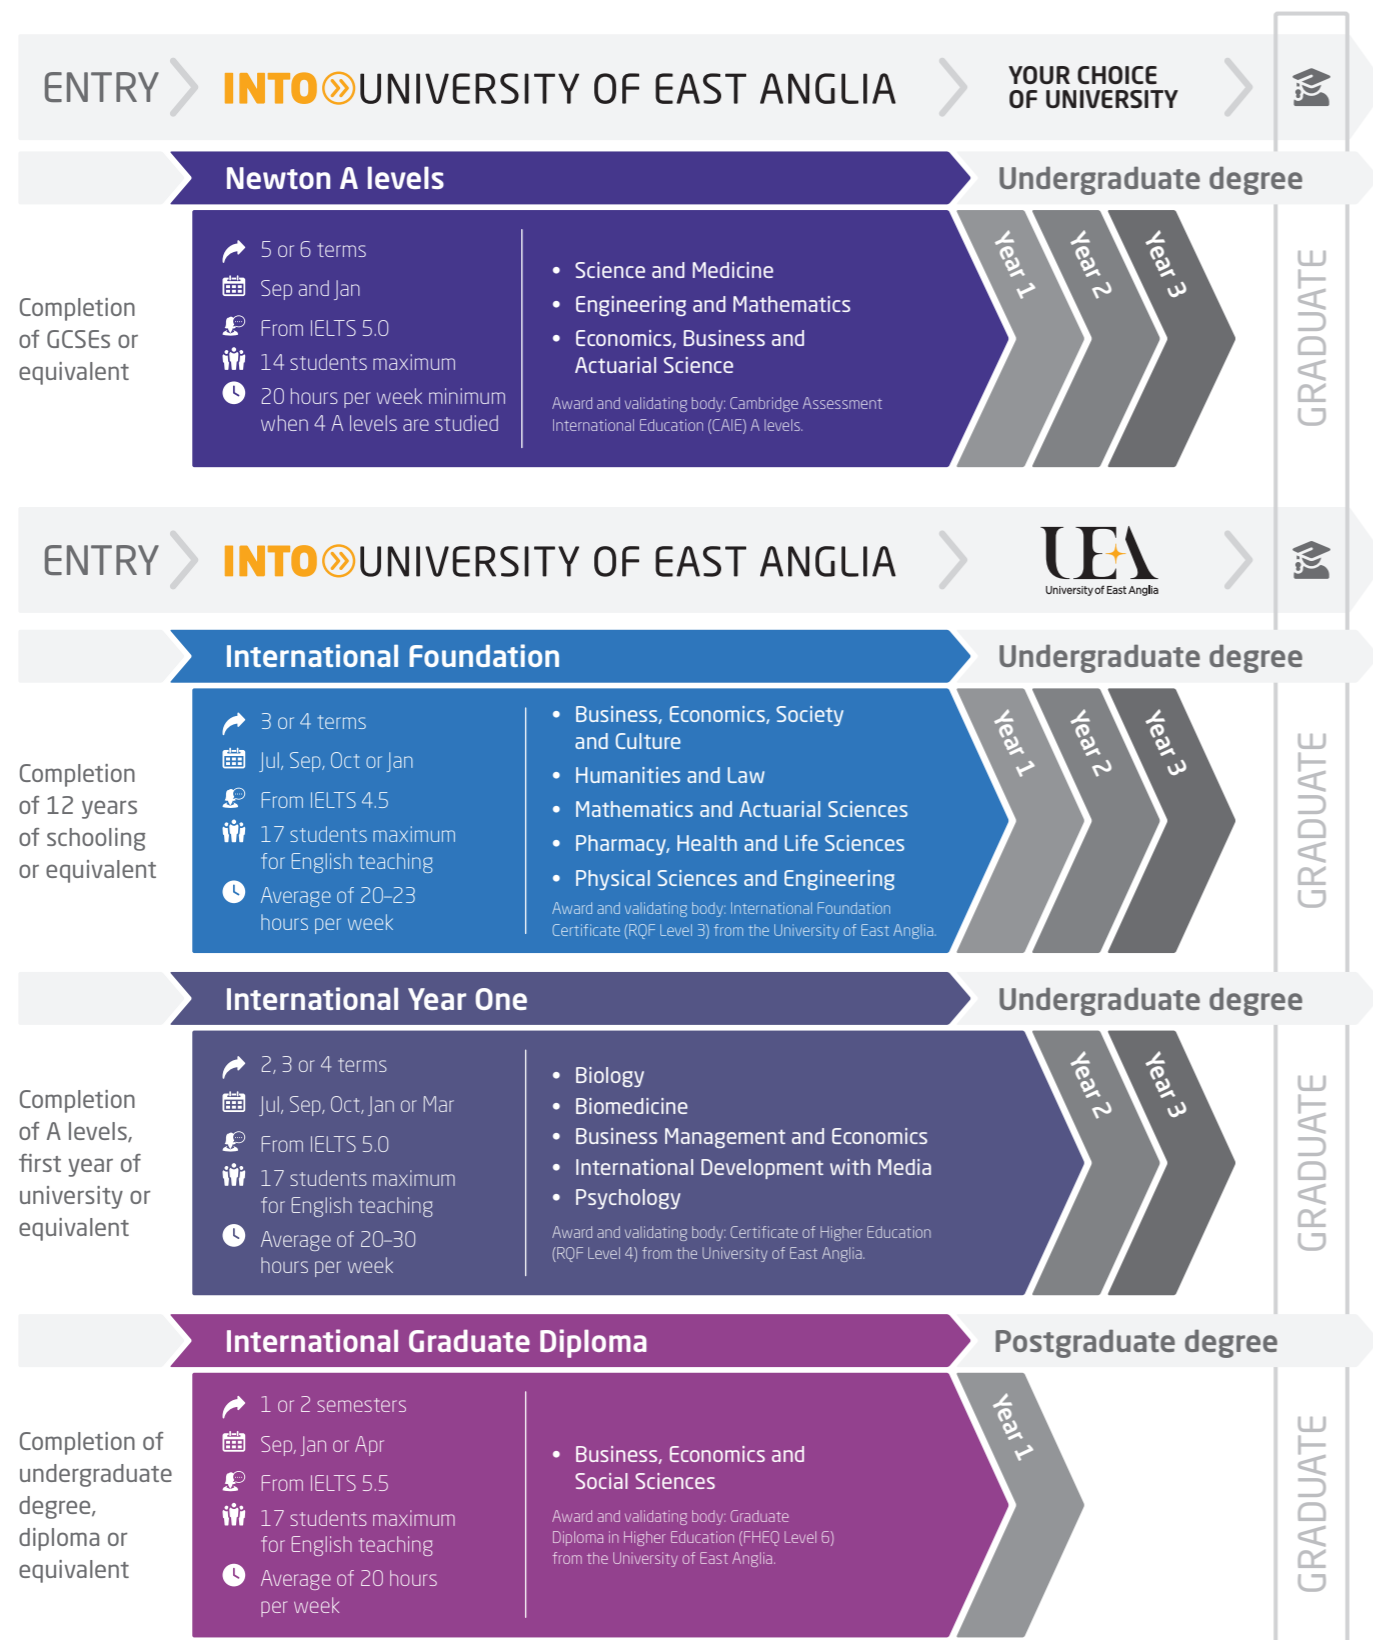 ENTRY
INTO UNIVERSITY OF EAST ANGLIA
YOUR CHOICE
OF UNIVERSITY
Newton A levels
Undergraduate degree
Completion
of GCSEs or
equivalent
5 or 6 terms
Sep and Jan
From IELTS 5.0
14 students maximum
20 hours per week minimum
when 4 A levels are studied
• Science and Medicine
• Engineering and Mathematics
• Economics, Business and
Actuarial Science
Award and validating body: Cambridge Assessment
International Education (CAIE) A levels.
Year 1
Year 2
Year 3
GRADUATE
ENTRY
INTO UNIVERSITY OF EAST ANGLIA
UEA
University of East Anglia
International Foundation
Undergraduate degree
Completion
of 12 years
of schooling
or equivalent
3 or 4 terms
Jul, Sep, Oct or Jan
From IELTS 4.5
17 students maximum
for English teaching
Average of 20–23
hours per week
• Business, Economics, Society
and Culture
• Humanities and Law
• Mathematics and Actuarial Sciences
• Pharmacy, Health and Life Sciences
• Physical Sciences and Engineering
Award and validating body: International Foundation
Certificate (RQF Level 3) from the University of East Anglia.
Year 1
Year 2
Year 3
GRADUATE
International Year One
Undergraduate degree
Completion
of A levels,
first year of
university or
equivalent
2, 3 or 4 terms
Jul, Sep, Oct, Jan or Mar
From IELTS 5.0
17 students maximum
for English teaching
Average of 20–30
hours per week
• Biology
• Biomedicine
• Business Management and Economics
• International Development with Media
• Psychology
Award and validating body: Certificate of Higher Education
(RQF Level 4) from the University of East Anglia.
Year 2
Year 3
GRADUATE
International Graduate Diploma
Postgraduate degree
Completion of
undergraduate
degree,
diploma or
equivalent
1 or 2 semesters
Sep, Jan or Apr
From IELTS 5.5
17 students maximum
for English teaching
Average of 20 hours
per week
• Business, Economics and
Social Sciences
Award and validating body: Graduate
Diploma in Higher Education (FHEQ Level 6)
from the University of East Anglia.
Year 1
GRADUATE